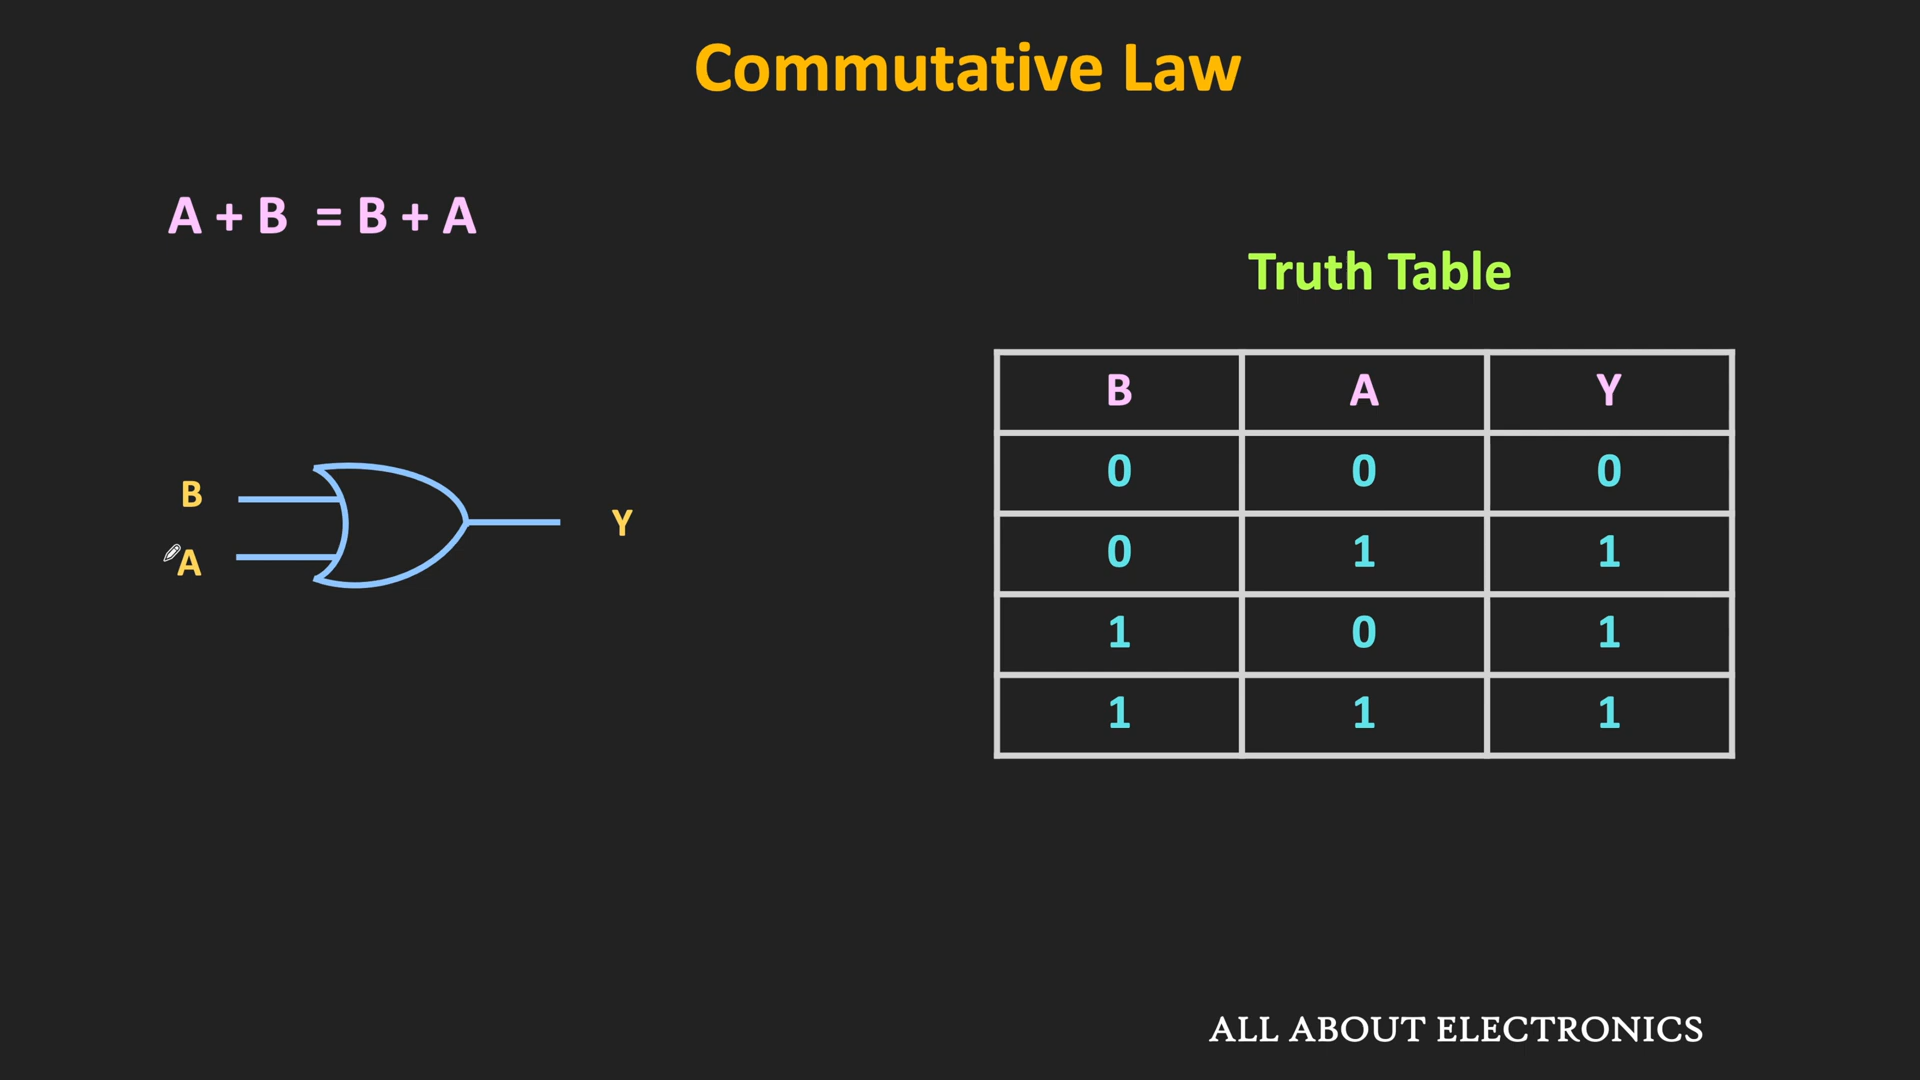 Commutative Law
A + B = B + A
Truth Table
B A Y
0 0 0
0 1 1
1 0 1
1 1 1
B
A
Y
ALL ABOUT ELECTRONICS